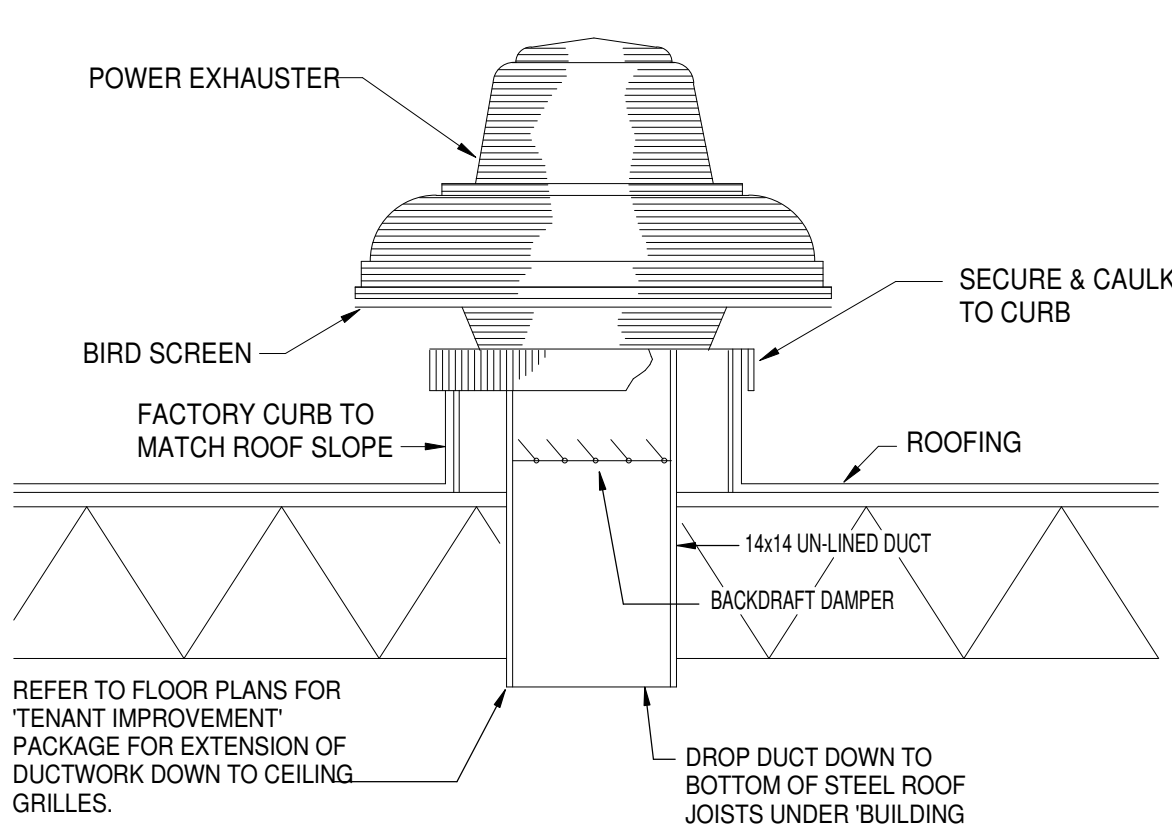 POWER EXHAUSTER
SECURE & CAULK
TO CURB
BIRD SCREEN
FACTORY CURB TO
MATCH ROOF SLOPE
ROOFING
14x14 UN-LINED DUCT
BACKDRAFT DAMPER
REFER TO FLOOR PLANS FOR
'TENANT IMPROVEMENT'
PACKAGE FOR EXTENSION OF
DUCTWORK DOWN TO CEILING
GRILLES.
DROP DUCT DOWN TO
BOTTOM OF STEEL ROOF
JOISTS UNDER 'BUILDING